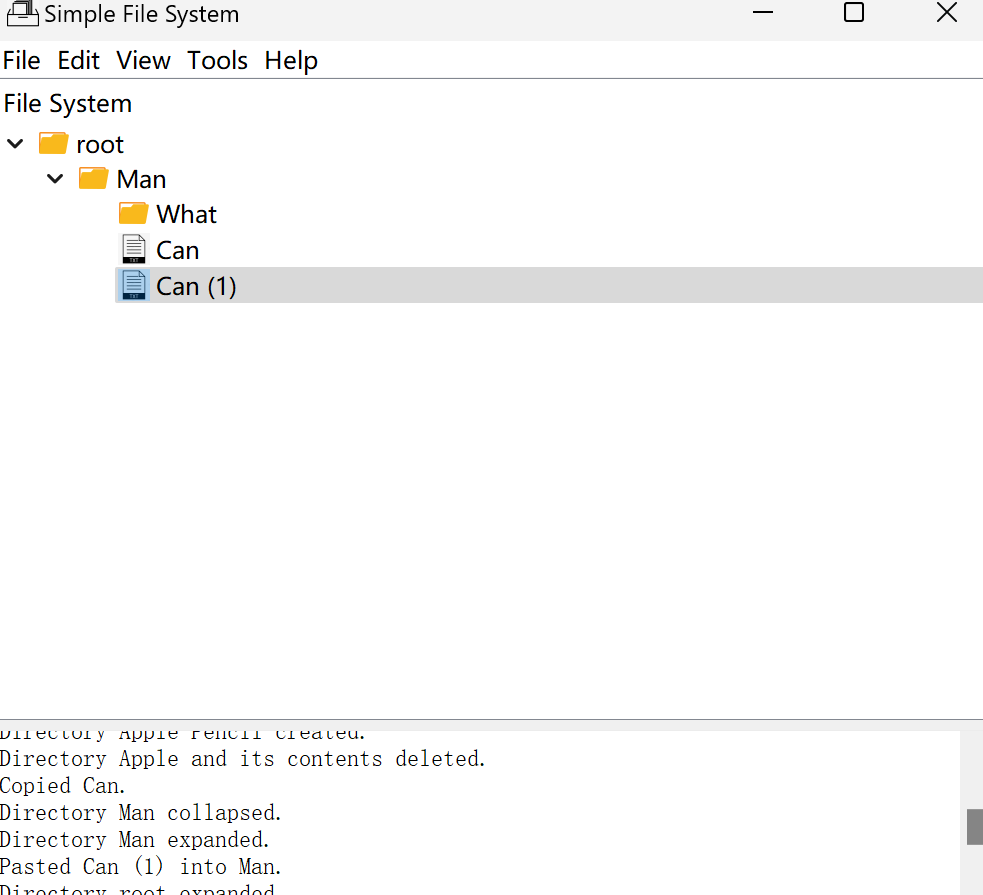 Simple File System
File Edit View Tools Help
File System
root
Man
What
Can
Can (1)
Directory Apple Pencil created.
Directory Apple and its contents deleted.
Copied Can.
Directory Man collapsed.
Directory Man expanded.
Pasted Can (1) into Man.
Directory root expanded